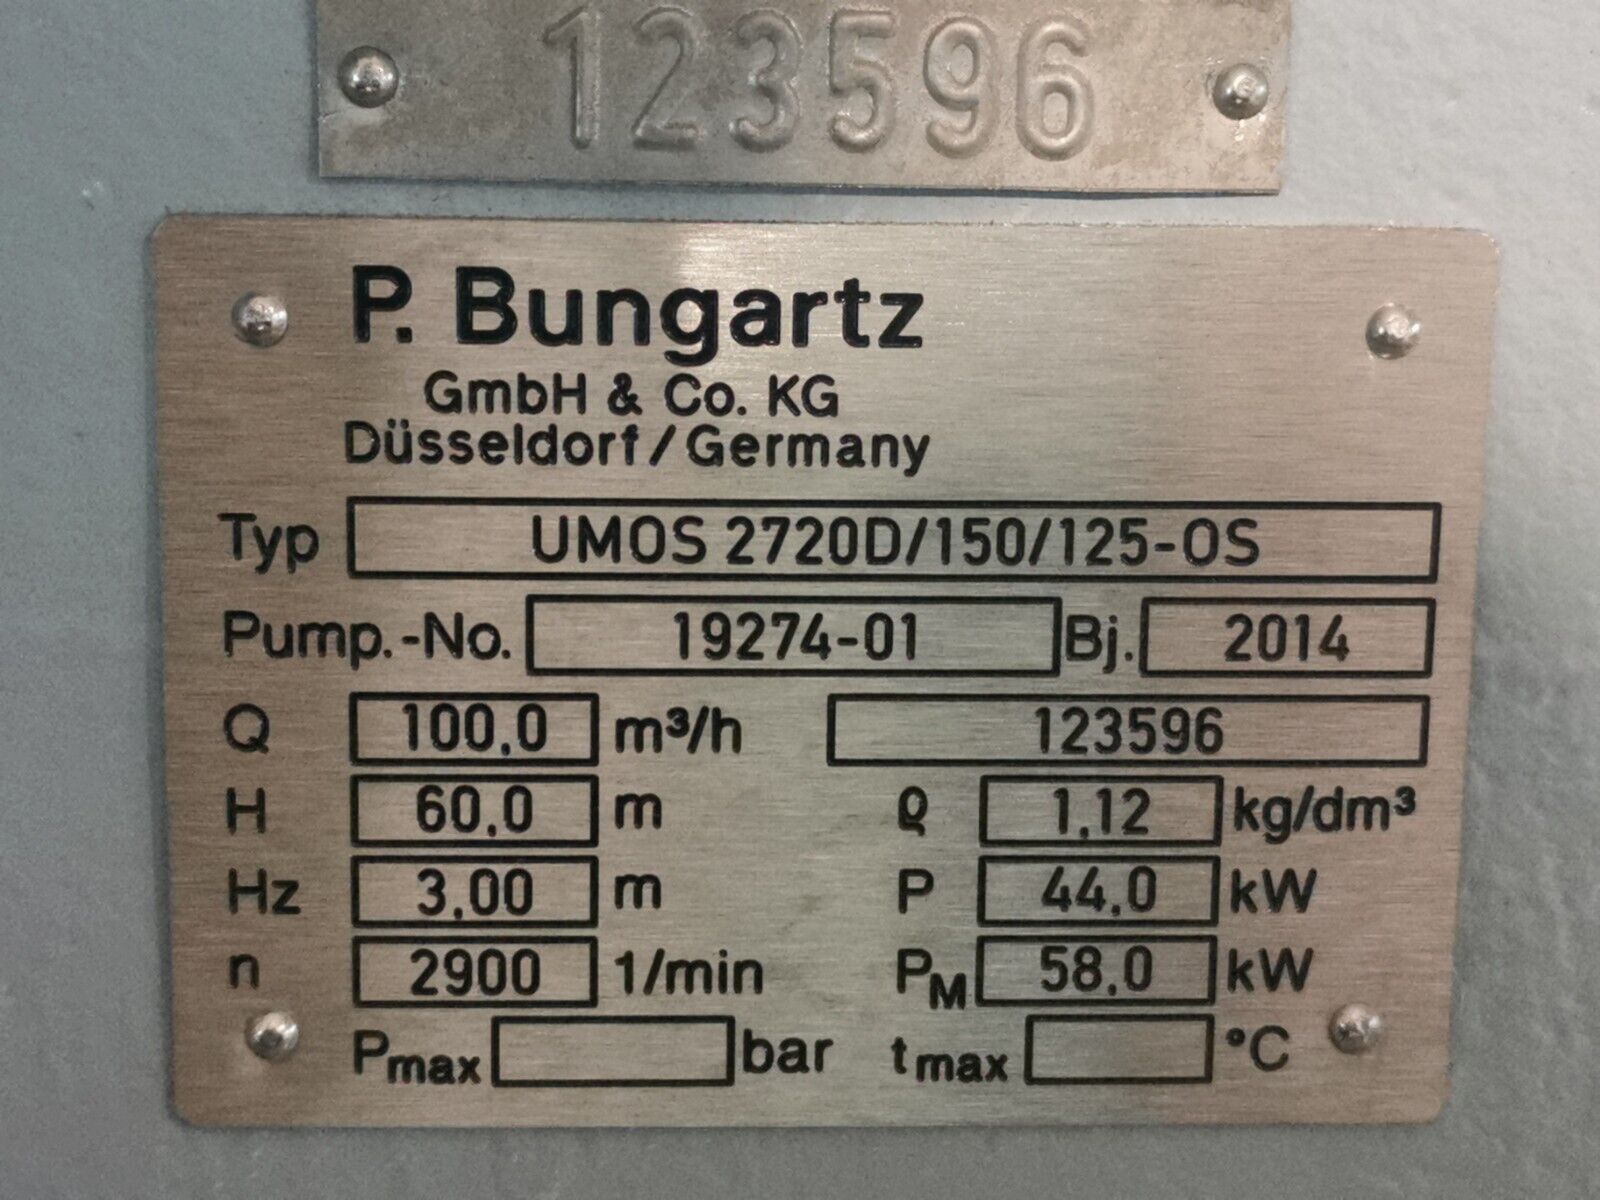 123596
P. Bungartz
GmbH & Co. KG
Düsseldorf/Germany
Typ UMOS 2720D/150/125-OS
Pump.-No. 19274-01 Bj. 2014
Q 100,0 m³/h 123596
H 60,0 m ϱ 1,12 kg/dm³
Hz 3,00 m P 44,0 kW
n 2900 1/min PM 58,0 kW
Pmax bar tmax °C